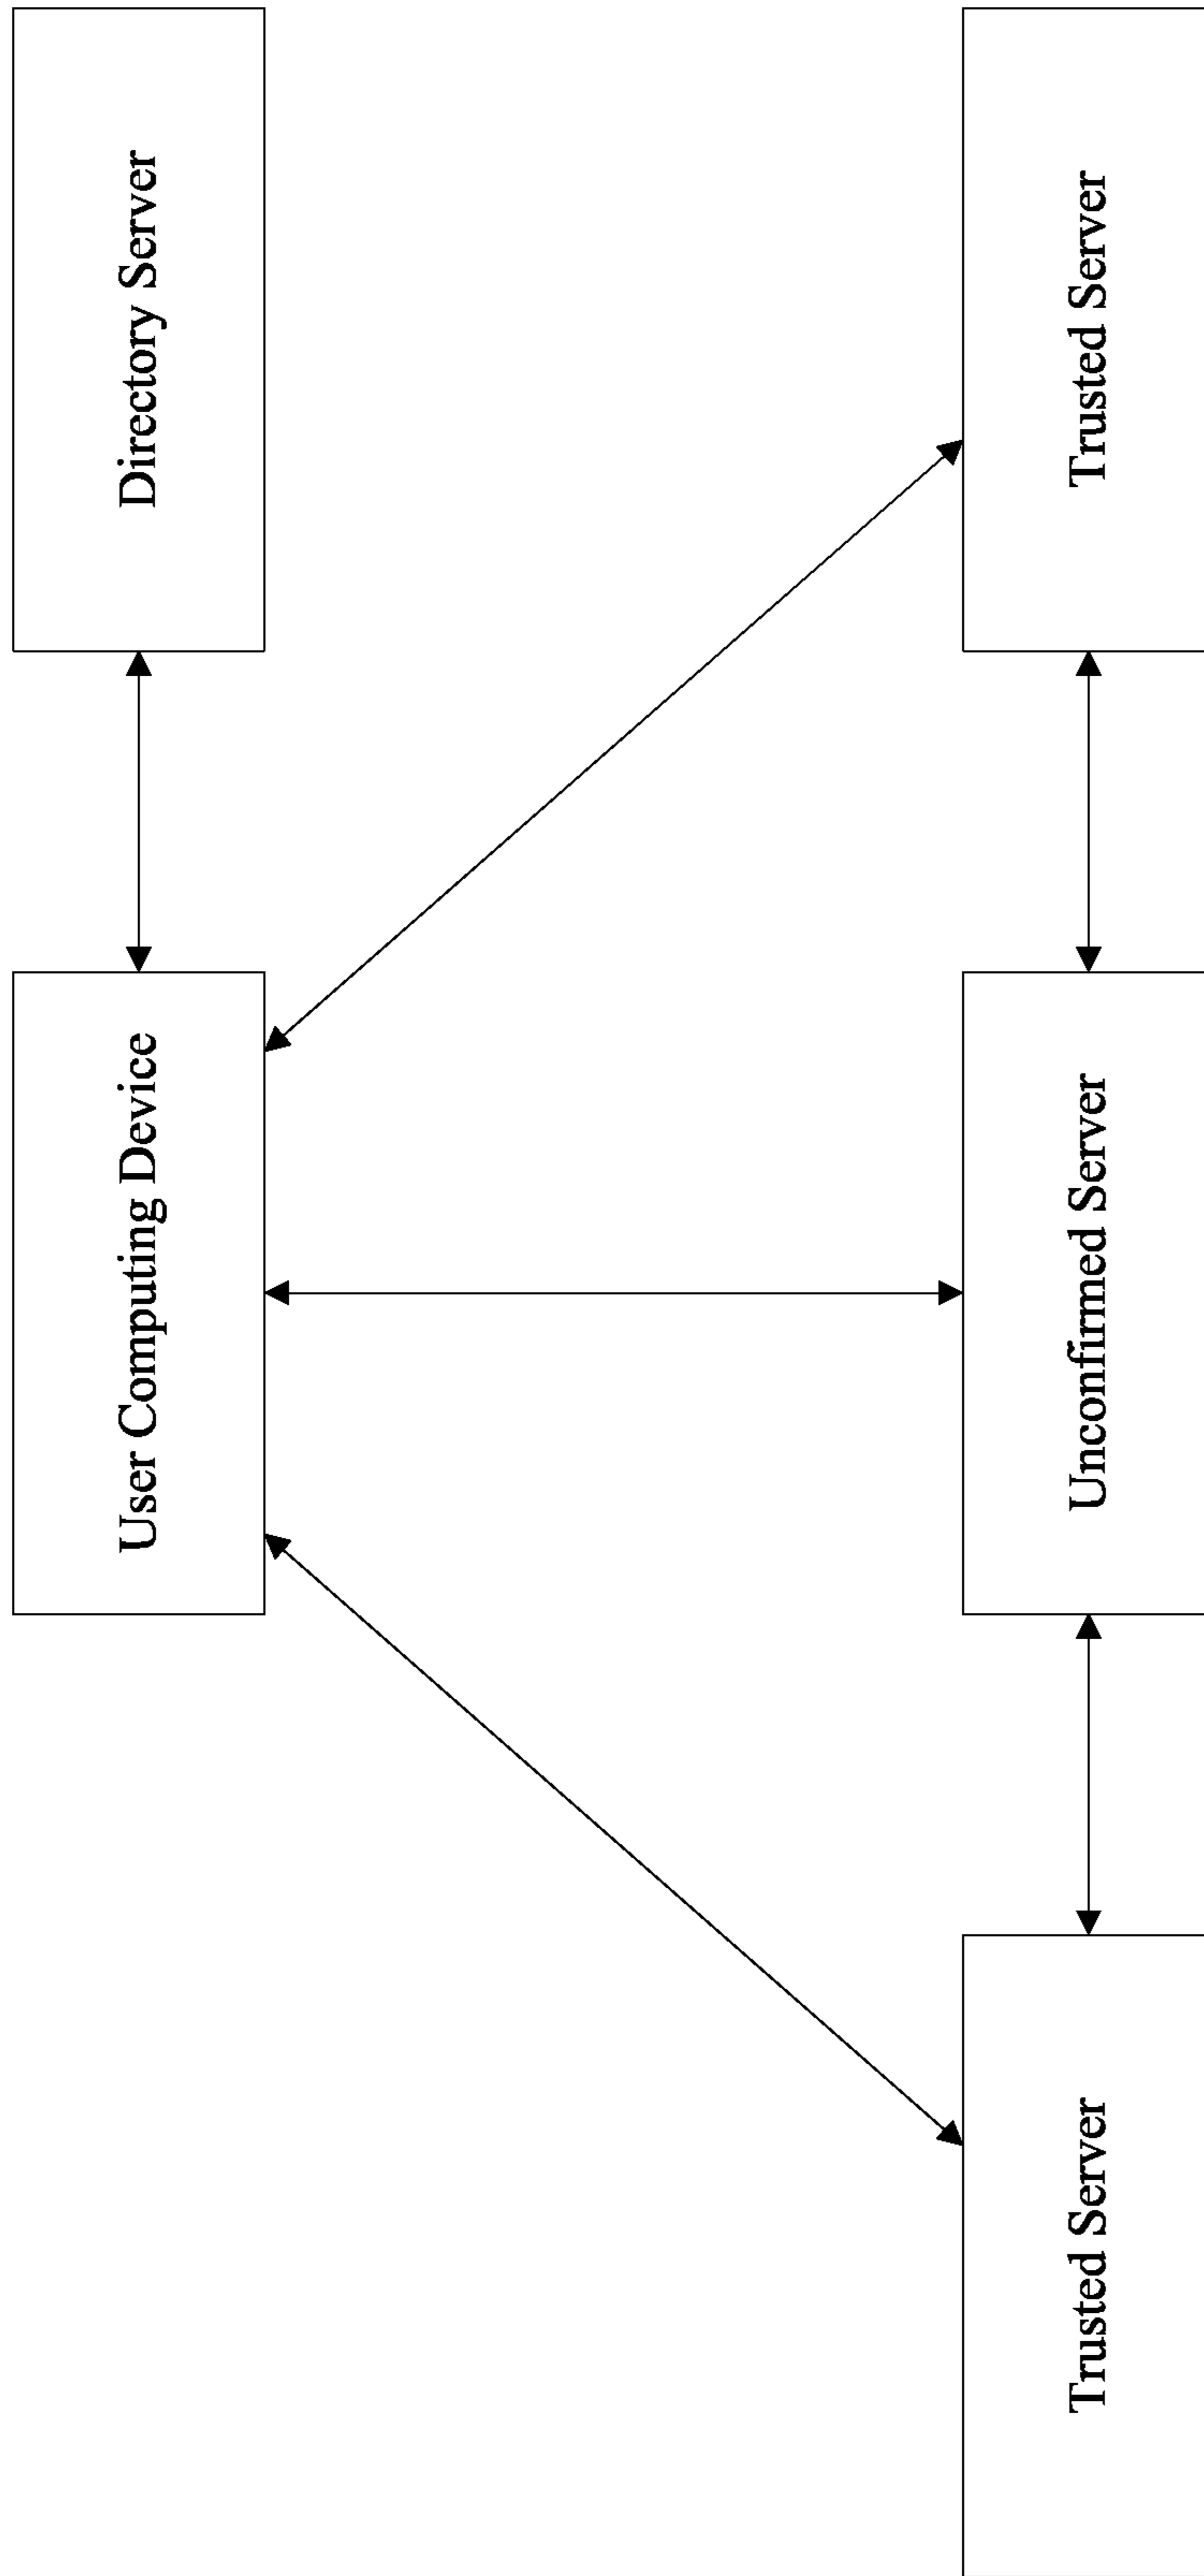 User Computing Device
Directory Server
Trusted Server
Unconfirmed Server
Trusted Server